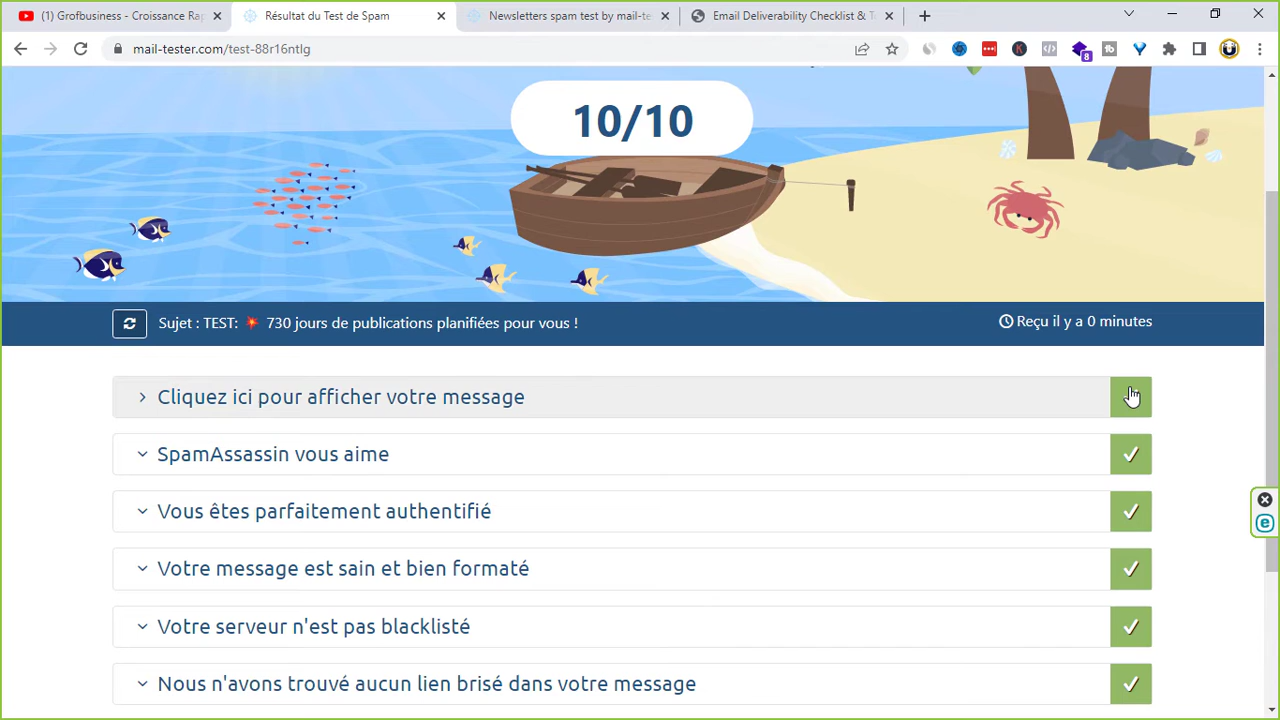 (1) Grofbusiness - Croissance Ra
Résultat du Test de Spam
Newsletters spam test by mail-te
Email Deliverability Checklist & T
mail-tester.com/test-88r16ntlg
8
10/10
Sujet : TEST: 💥 730 jours de publications planifiées pour vous !
Reçu il y a 0 minutes
Cliquez ici pour afficher votre message
SpamAssassin vous aime
Vous êtes parfaitement authentifié
Votre message est sain et bien formaté
Votre serveur n'est pas blacklisté
Nous n'avons trouvé aucun lien brisé dans votre message